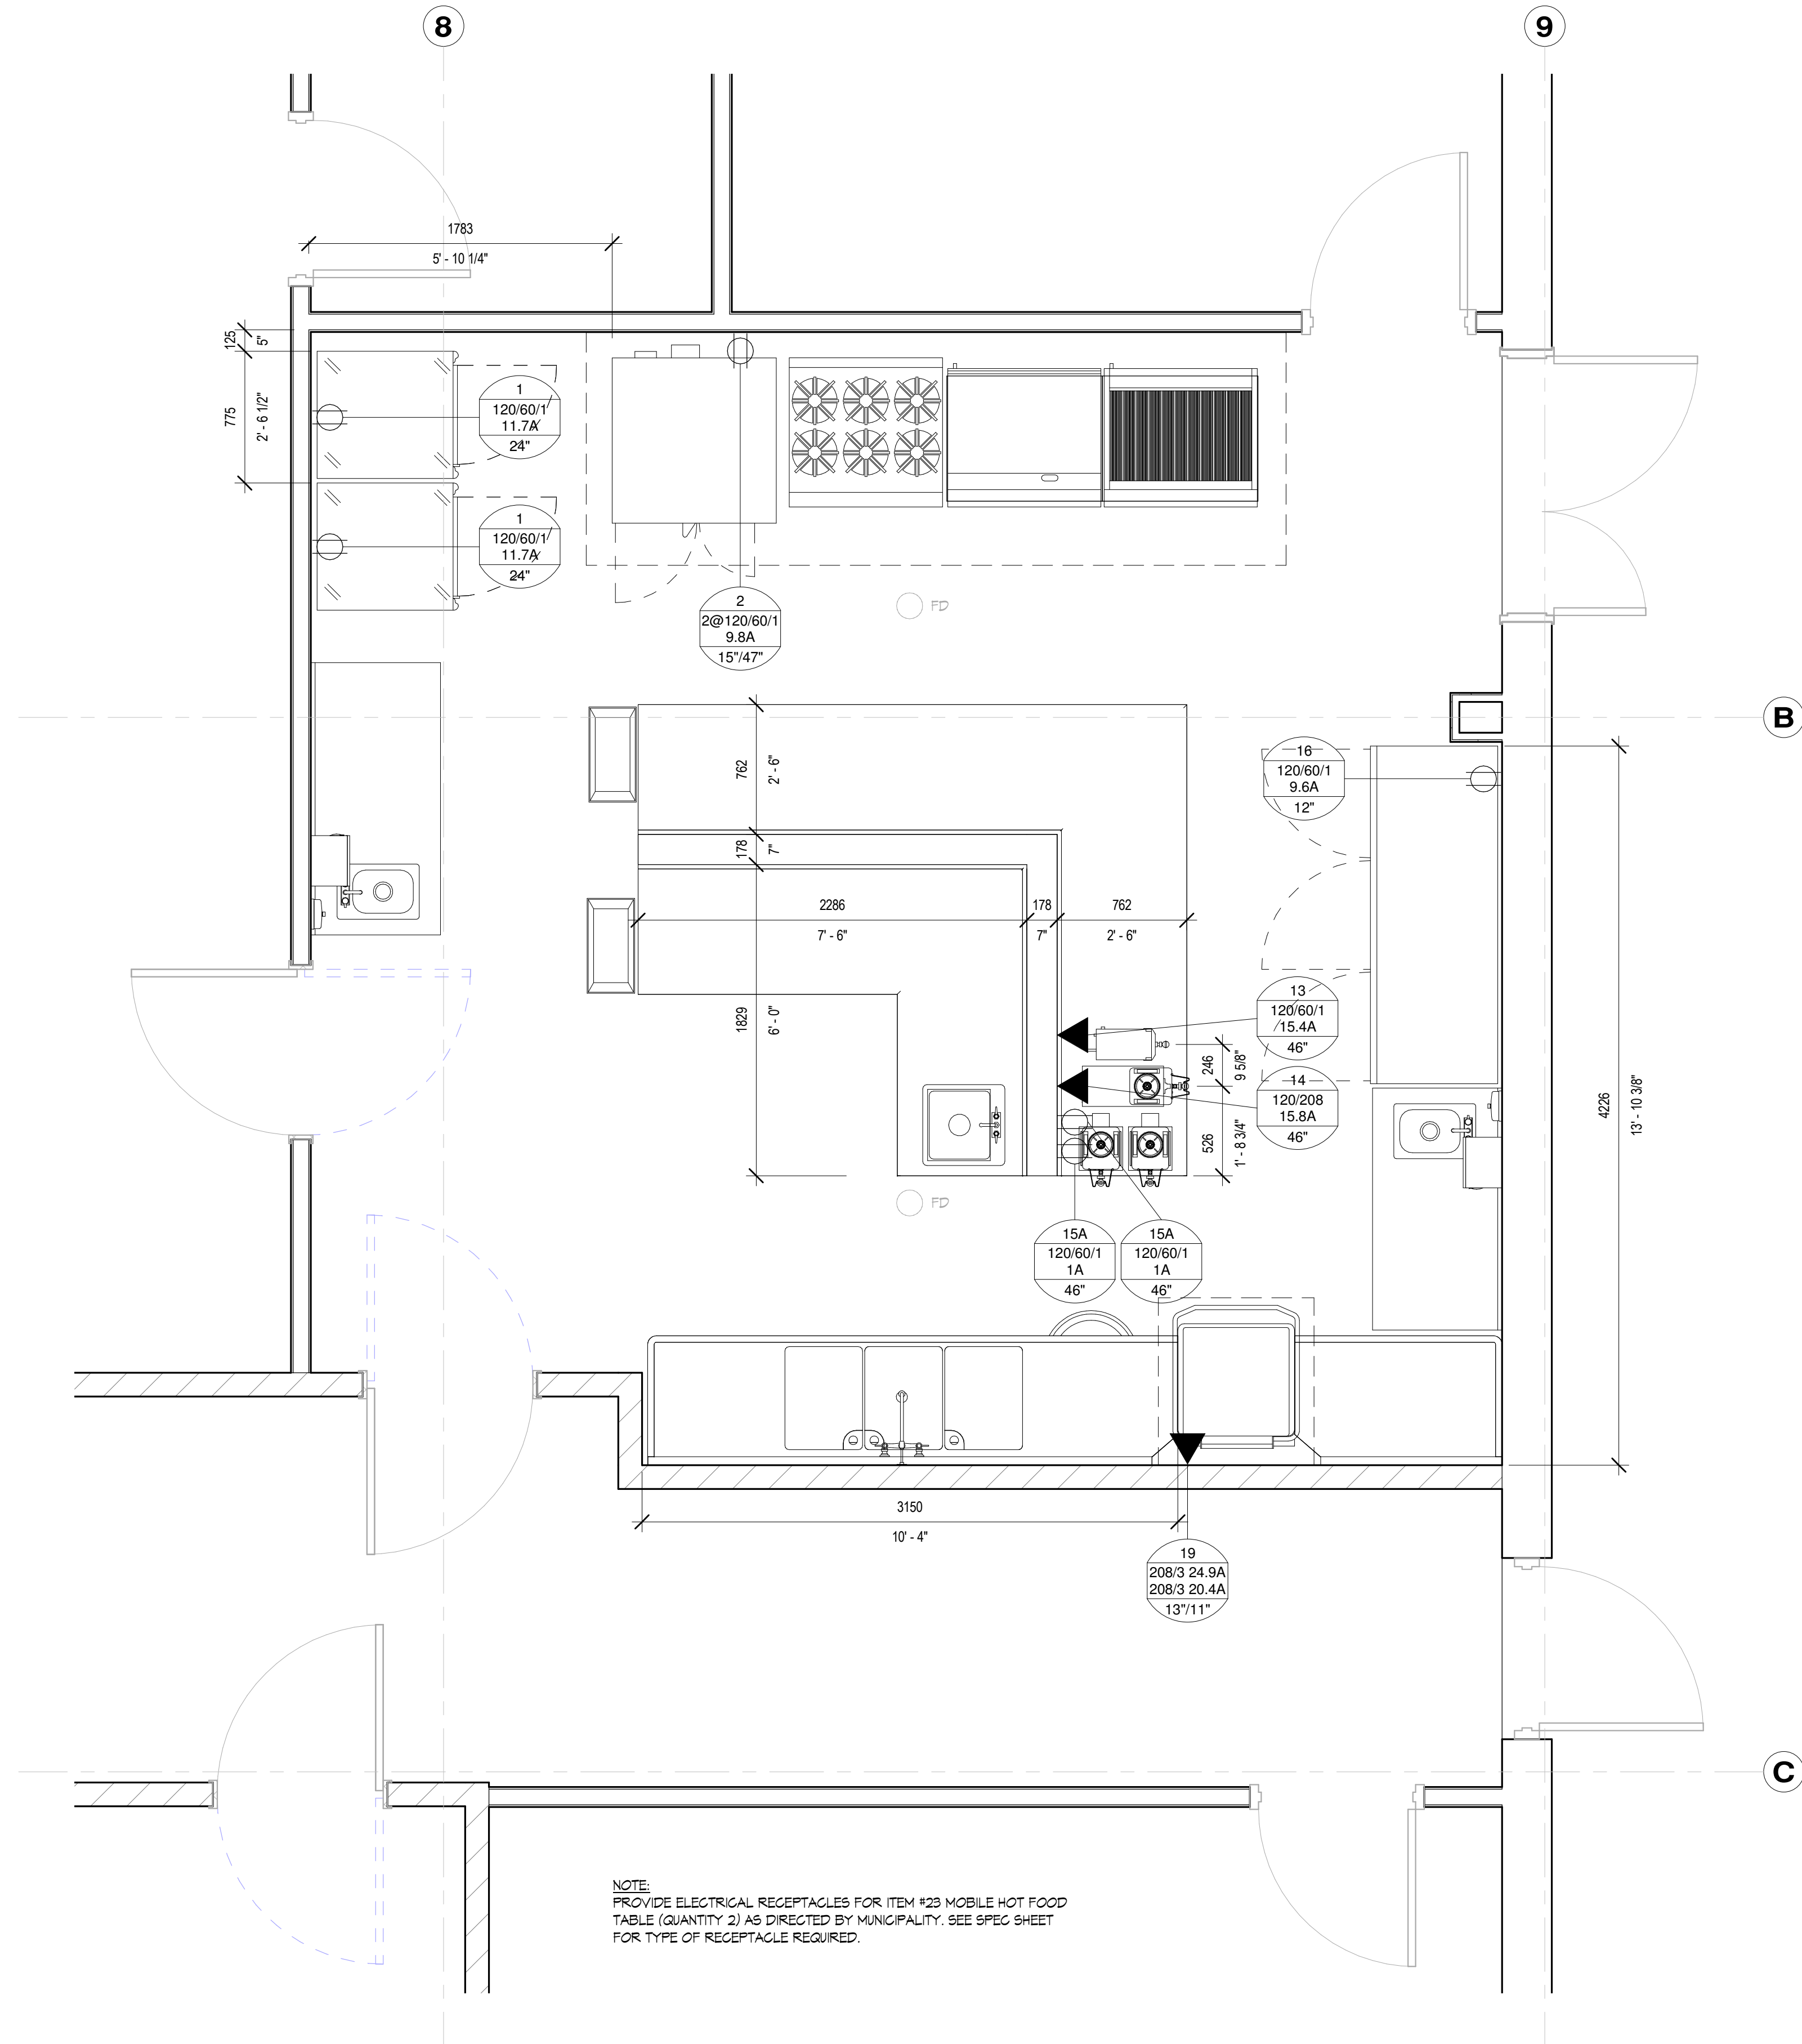 8
9
1783
5' - 10 1/4"
125
5"
775
2' - 6 1/2"
1
120/60/1
11.7A
24"
1
120/60/1
11.7A
24"
2
2@120/60/1
9.8A
15"/47"
FD
B
762
2' - 6"
178
7"
16
120/60/1
9.6A
12"
2286
7' - 6"
178
7"
762
2' - 6"
1829
6' - 0"
13
120/60/1
15.4A
46"
246
9 5/8"
14
120/208
15.8A
46"
526
1' - 8 3/4"
4226
13' - 10 3/8"
FD
15A
120/60/1
1A
46"
15A
120/60/1
1A
46"
3150
10' - 4"
19
208/3 24.9A
208/3 20.4A
13"/11"
C
NOTE:
PROVIDE ELECTRICAL RECEPTACLES FOR ITEM #23 MOBILE HOT FOOD
TABLE (QUANTITY 2) AS DIRECTED BY MUNICIPALITY. SEE SPEC SHEET
FOR TYPE OF RECEPTACLE REQUIRED.